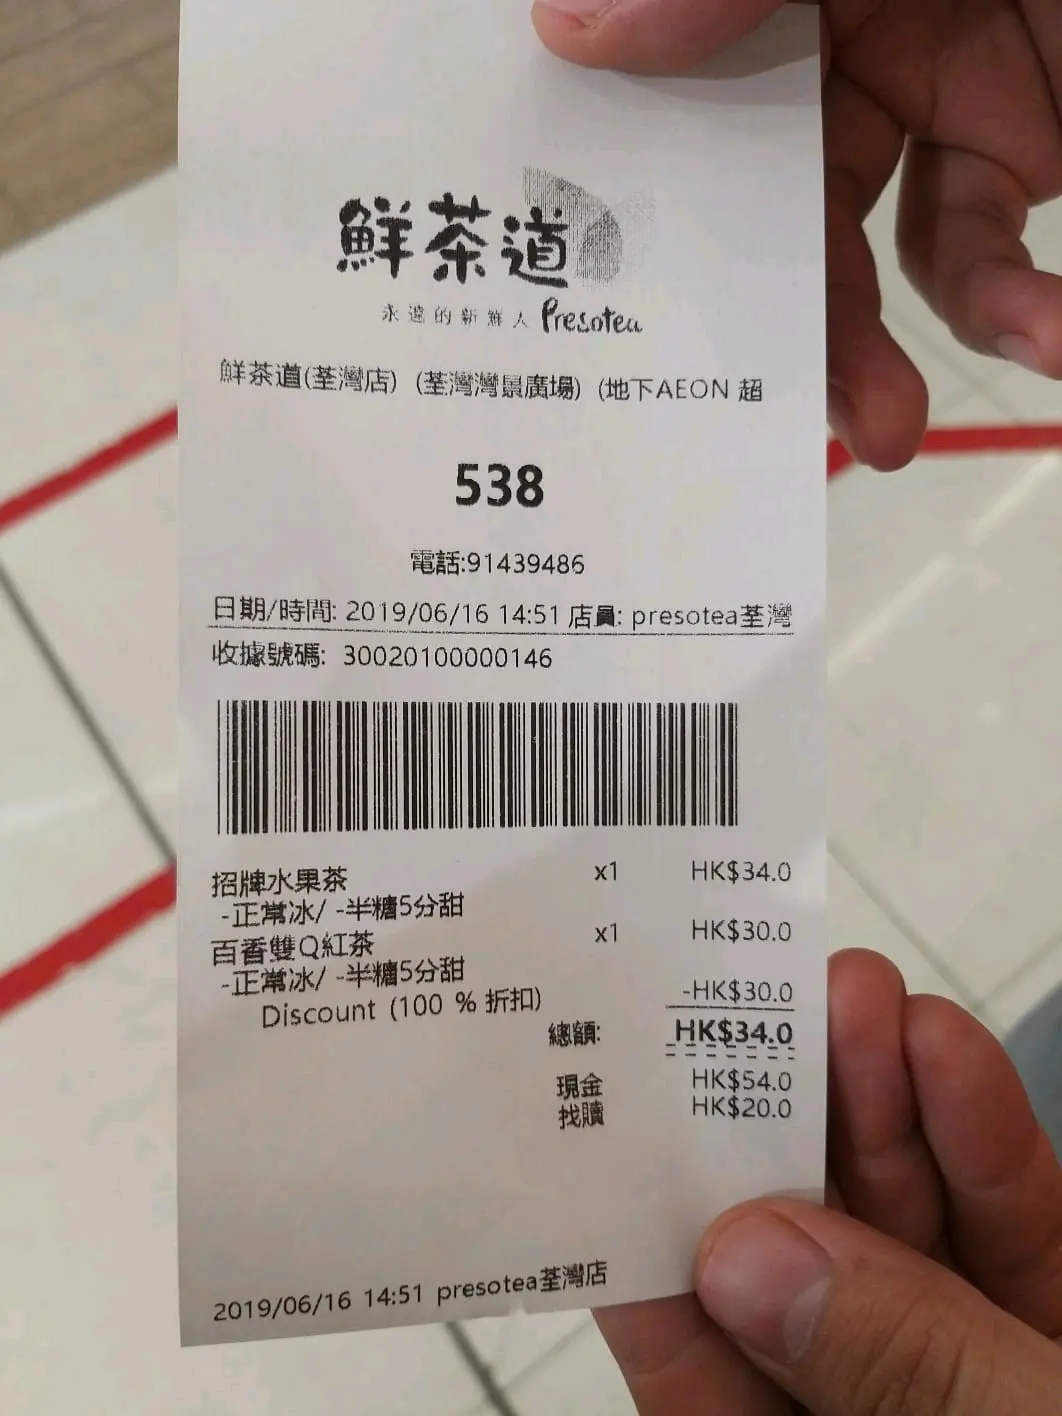 鮮茶道
永遠的新鮮人 Presotea
鮮茶道(荃灣店) (荃灣灣景廣場) (地下AEON 超
538
電話:91439486
日期/時間: 2019/06/16 14:51 店員: presotea荃灣
收據號碼: 30020100000146
招牌水果茶 x1 HK$34.0
-正常冰/ -半糖5分甜
百香雙Q紅茶 x1 HK$30.0
-正常冰/ -半糖5分甜
Discount (100 % 折扣) -HK$30.0
總額: HK$34.0
現金 HK$54.0
找贖 HK$20.0
2019/06/16 14:51 presotea荃灣店